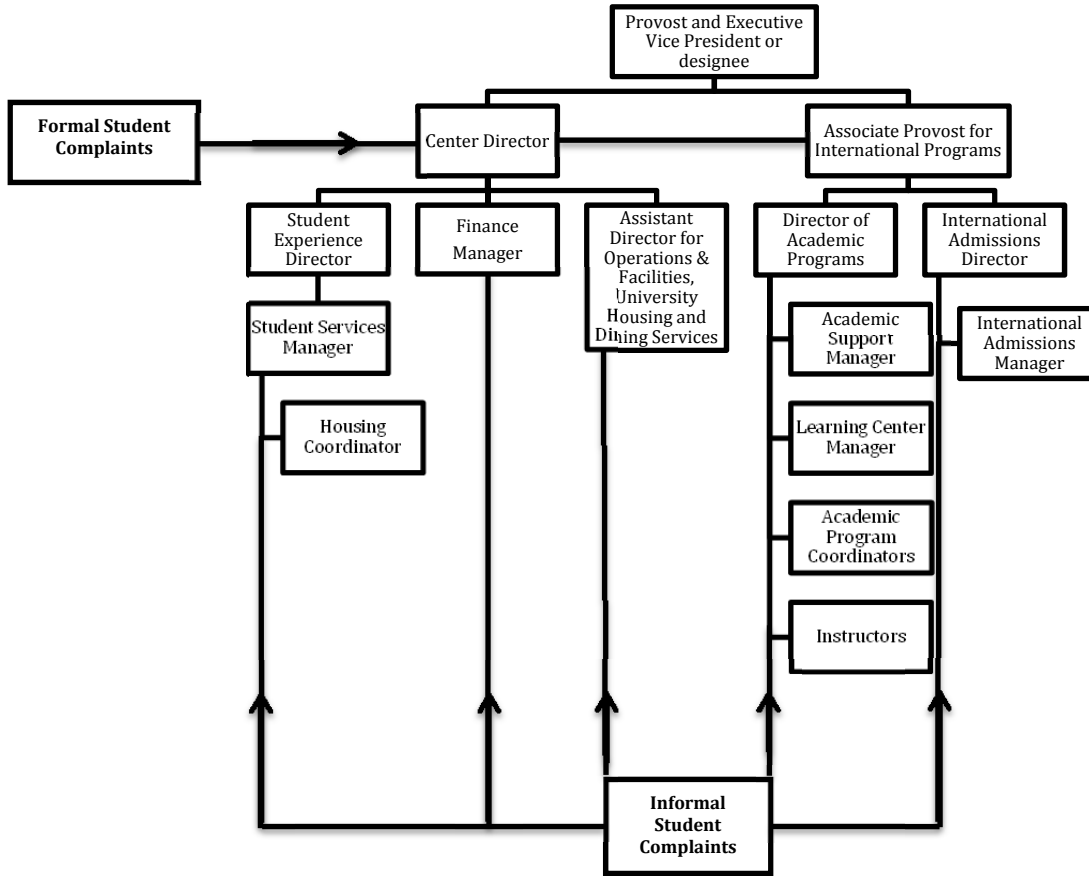 Provost and Executive
Vice President or
designee
Formal Student
Complaints
Center Director
Associate Provost for
International Programs
Student
Experience
Director
Finance
Manager
Assistant
Director for
Operations &
Facilities,
University
Housing and
Dining Services
Director of
Academic
Programs
International
Admissions
Director
Student Services
Manager
Academic
Support
Manager
International
Admissions
Manager
Housing
Coordinator
Learning Center
Manager
Academic
Program
Coordinators
Instructors
Informal
Student
Complaints